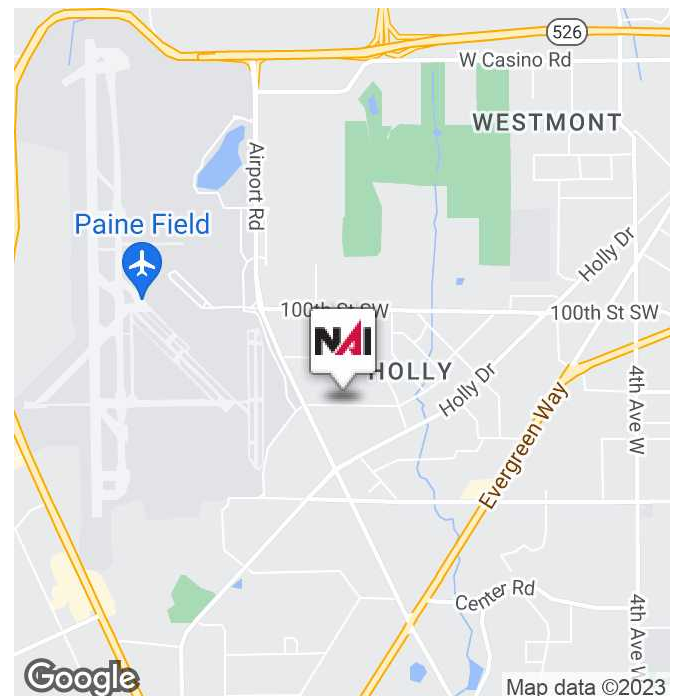 526
W Casino Rd
WESTMONT
Airport Rd
Paine Field
Holly Dr
100th St SW
100th St SW
NAI
HOLLY
Holly Dr
4th Ave W
Evergreen Way
Center Rd
4th Ave W
Google
Map data ©2023